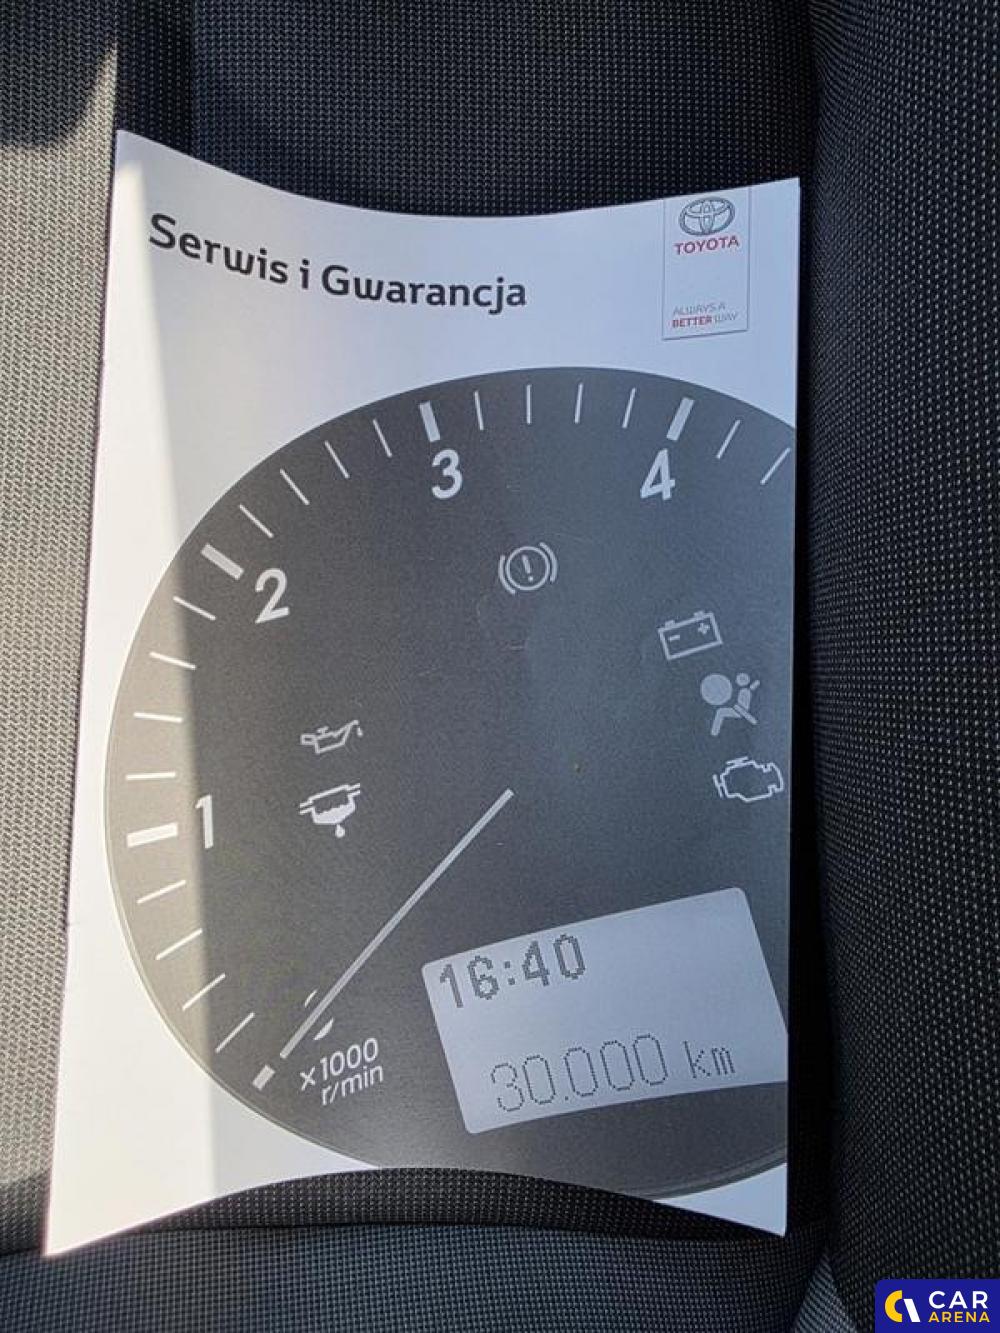 Serwis i Gwarancja
TOYOTA
ALWAYS A
BETTER WAY
3
4
2
1
16:40
30.000 km
x1000
r/min
CAR
ARENA